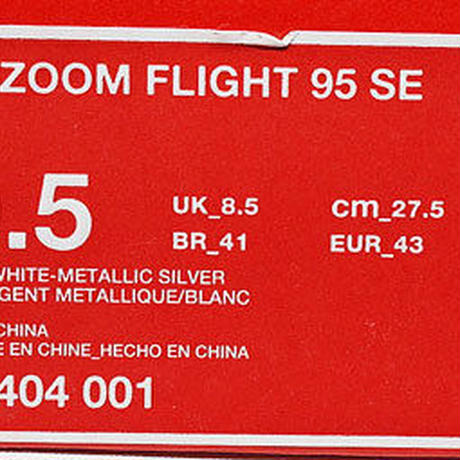 ZOOM FLIGHT 95 SE
.5
UK_8.5 cm_27.5
BR_41 EUR_43
WHITE-METALLIC SILVER
GENT METALLIQUE/BLANC
CHINA
E EN CHINE_HECHO EN CHINA
404 001